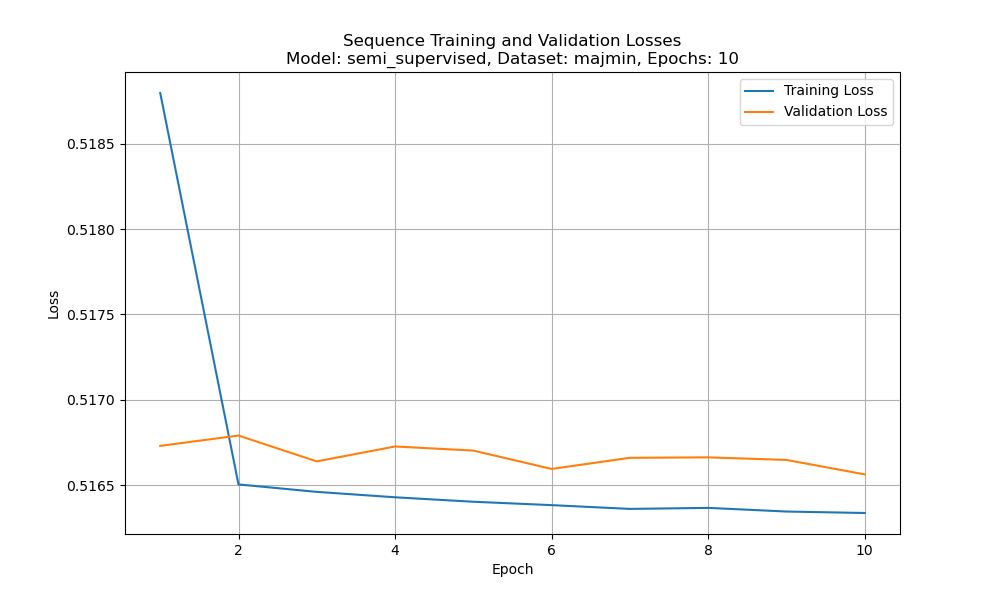 Sequence Training and Validation Losses
Model: semi_supervised, Dataset: majmin, Epochs: 10
Training Loss
Validation Loss
0.5185
0.5180
0.5175
0.5170
0.5165
Loss
2 4 6 8 10
Epoch